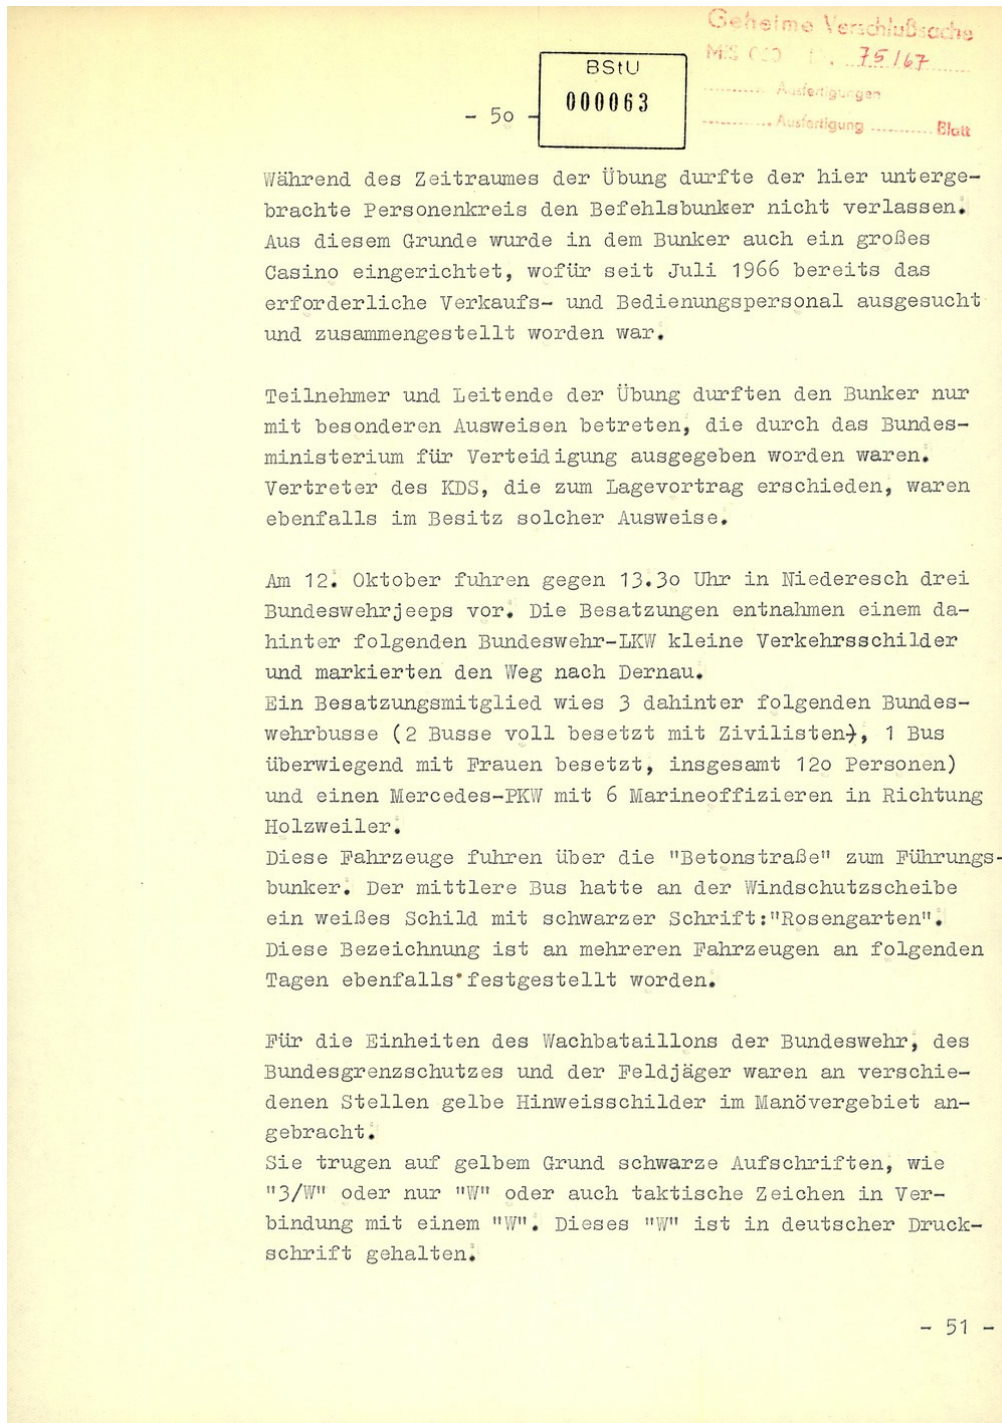 Geheime Verschlußsache
MfS 75/67
Ausfertigungen
Ausfertigung Blatt
BStU
000063
- 5o -
Während des Zeitraumes der Übung durfte der hier unterge-
brachte Personenkreis den Befehlsbunker nicht verlassen.
Aus diesem Grunde wurde in dem Bunker auch ein großes
Casino eingerichtet, wofür seit Juli 1966 bereits das
erforderliche Verkaufs- und Bedienungspersonal ausgesucht
und zusammengestellt worden war.
Teilnehmer und Leitende der Übung durften den Bunker nur
mit besonderen Ausweisen betreten, die durch das Bundes-
ministerium für Verteidigung ausgegeben worden waren.
Vertreter des KDS, die zum Lagevortrag erschieden, waren
ebenfalls im Besitz solcher Ausweise.
Am 12. Oktober fuhren gegen 13.3o Uhr in Niederesch drei
Bundeswehrjeeps vor. Die Besatzungen entnahmen einem da-
hinter folgenden Bundeswehr-LKW kleine Verkehrsschilder
und markierten den Weg nach Dernau.
Ein Besatzungsmitglied wies 3 dahinter folgenden Bundes-
wehrbusse (2 Busse voll besetzt mit Zivilisten), 1 Bus
überwiegend mit Frauen besetzt, insgesamt 12o Personen)
und einen Mercedes-PKW mit 6 Marineoffizieren in Richtung
Holzweiler.
Diese Fahrzeuge fuhren über die "Betonstraße" zum Führungs-
bunker. Der mittlere Bus hatte an der Windschutzscheibe
ein weißes Schild mit schwarzer Schrift:"Rosengarten".
Diese Bezeichnung ist an mehreren Fahrzeugen an folgenden
Tagen ebenfalls festgestellt worden.
Für die Einheiten des Wachbataillons der Bundeswehr, des
Bundesgrenzschutzes und der Feldjäger waren an verschie-
denen Stellen gelbe Hinweisschilder im Manövergebiet an-
gebracht.
Sie trugen auf gelbem Grund schwarze Aufschriften, wie
"3/W" oder nur "W" oder auch taktische Zeichen in Ver-
bindung mit einem "W". Dieses "W" ist in deutscher Druck-
schrift gehalten.
- 51 -